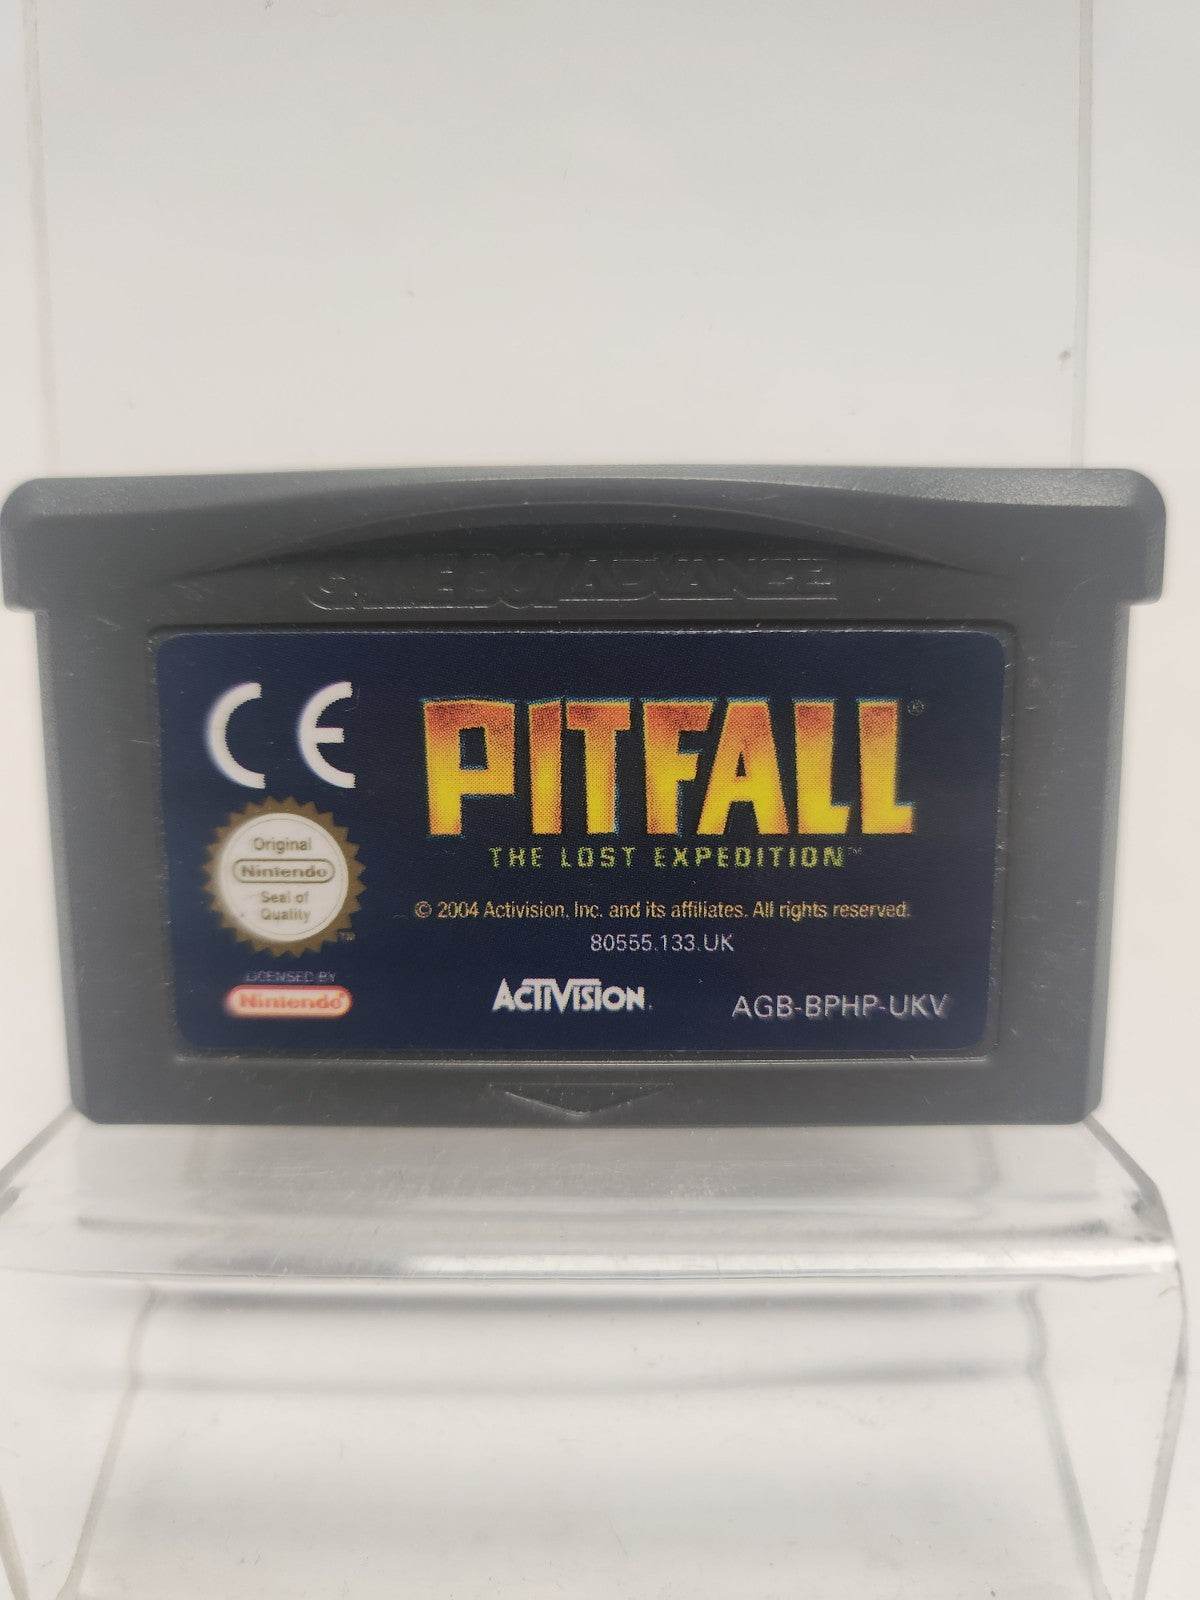 GAME BOY ADVANCE
CE
PITFALL®
THE LOST EXPEDITION™
Original
Nintendo
Seal of
Quality
™
© 2004 Activision, Inc. and its affiliates. All rights reserved.
80555.133.UK
LICENSED BY
Nintendo®
ACTIVISION.
AGB-BPHP-UKV